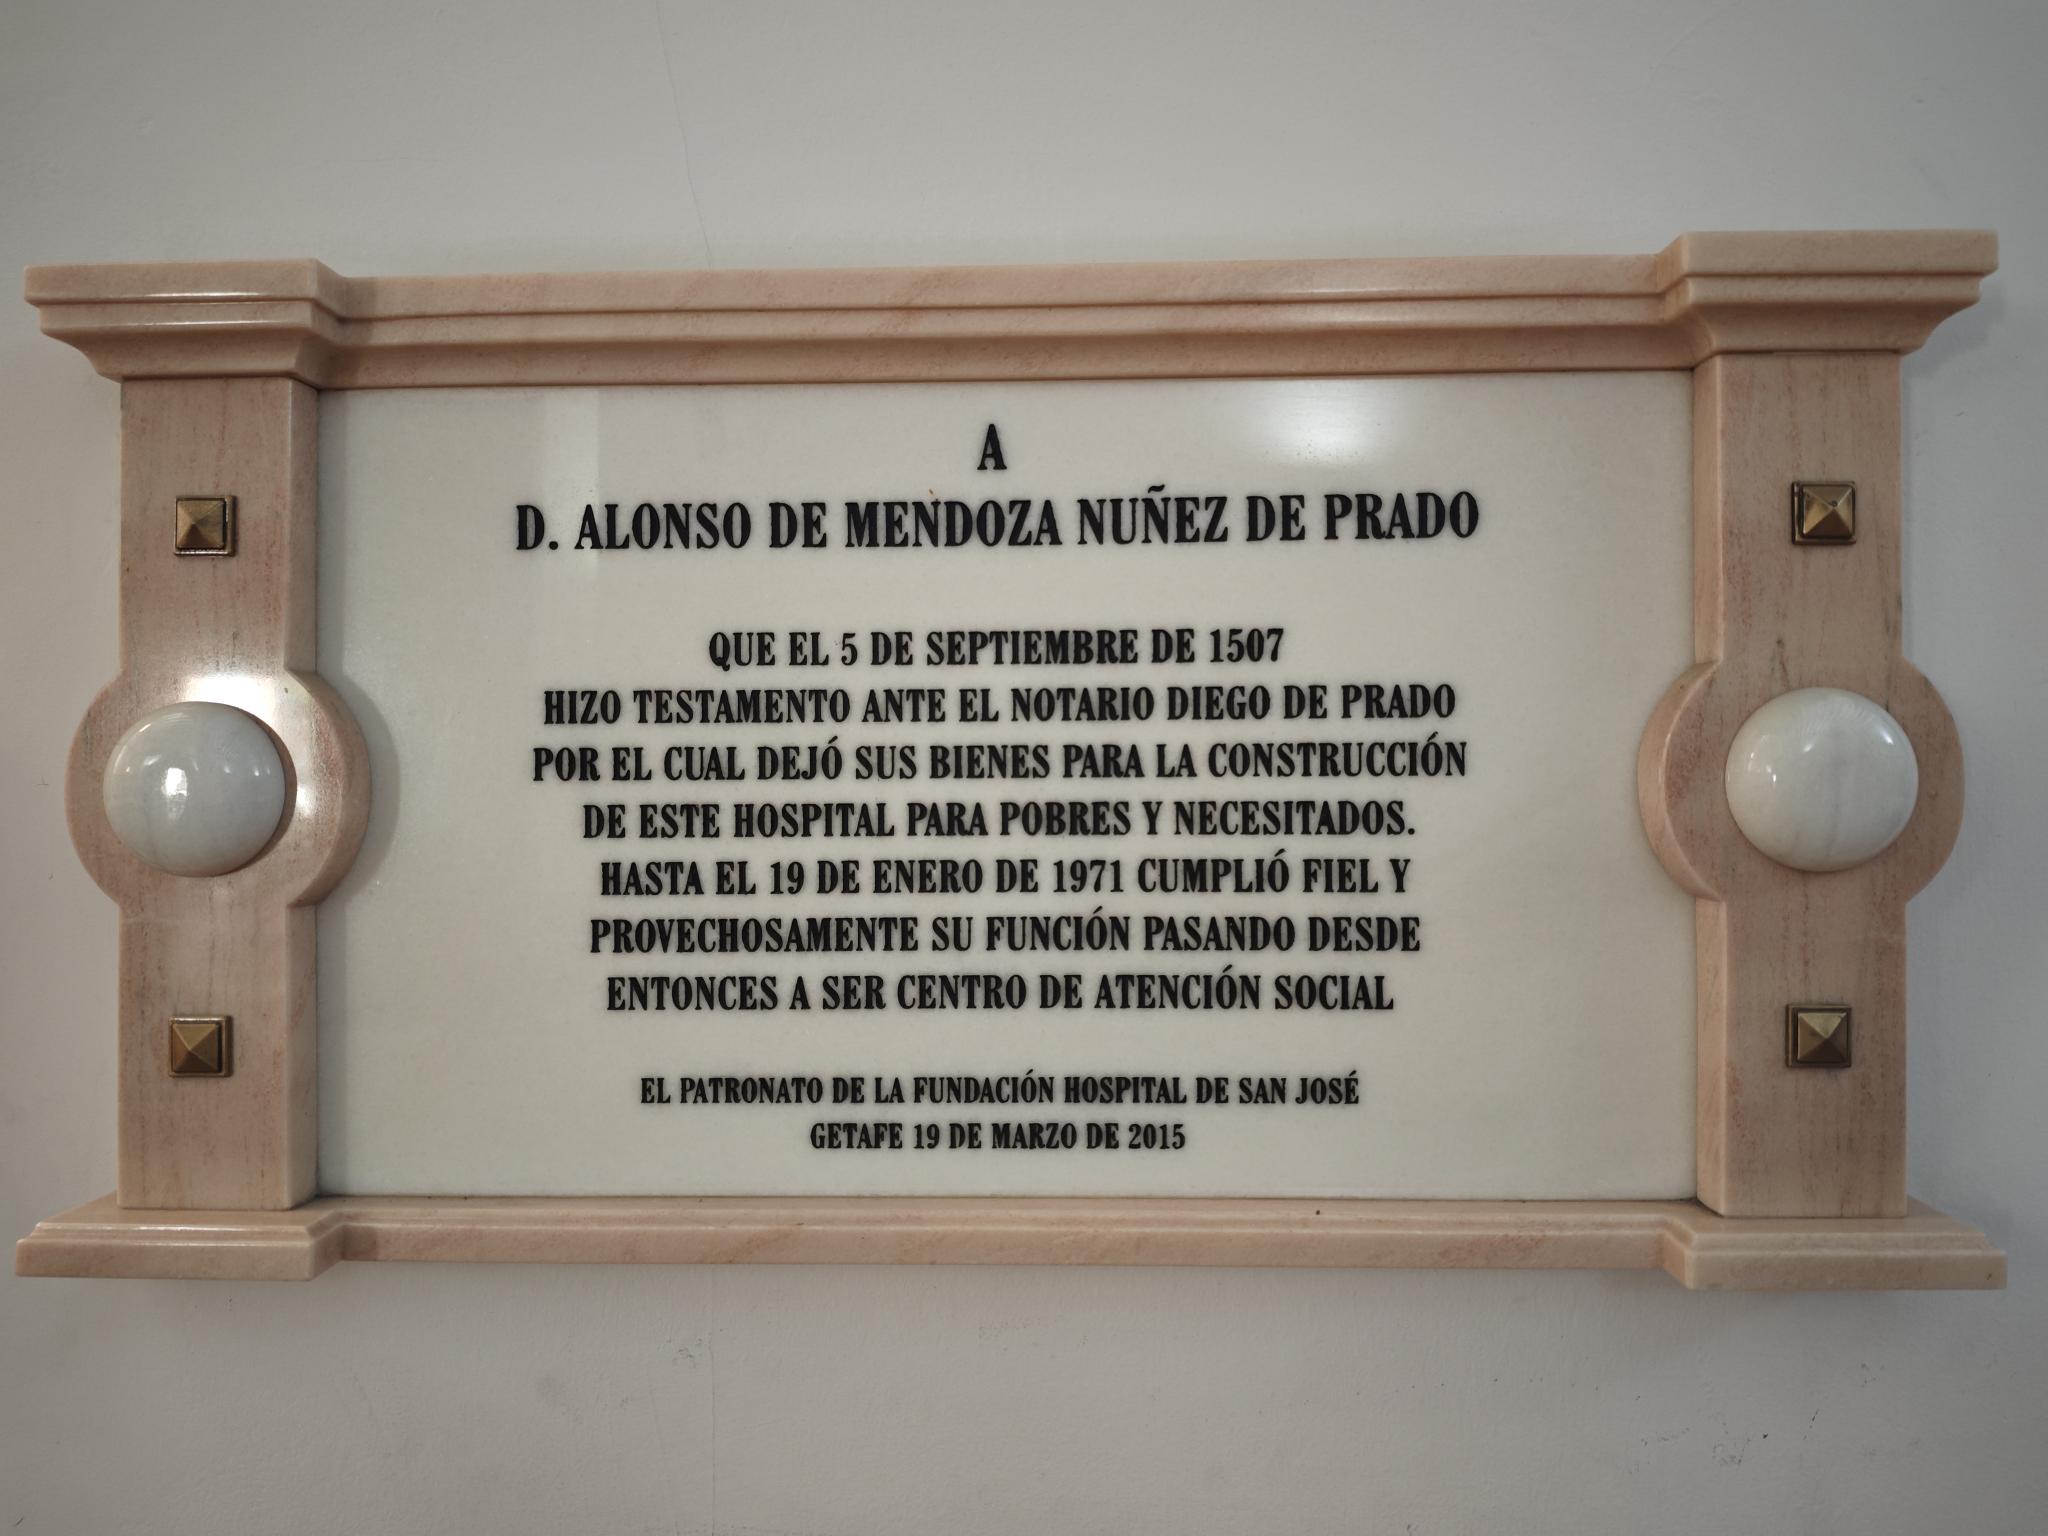 A
D. ALONSO DE MENDOZA NUÑEZ DE PRADO
QUE EL 5 DE SEPTIEMBRE DE 1507
HIZO TESTAMENTO ANTE EL NOTARIO DIEGO DE PRADO
POR EL CUAL DEJÓ SUS BIENES PARA LA CONSTRUCCIÓN
DE ESTE HOSPITAL PARA POBRES Y NECESITADOS.
HASTA EL 19 DE ENERO DE 1971 CUMPLIÓ FIEL Y
PROVECHOSAMENTE SU FUNCIÓN PASANDO DESDE
ENTONCES A SER CENTRO DE ATENCIÓN SOCIAL
EL PATRONATO DE LA FUNDACIÓN HOSPITAL DE SAN JOSÉ
GETAFE 19 DE MARZO DE 2015